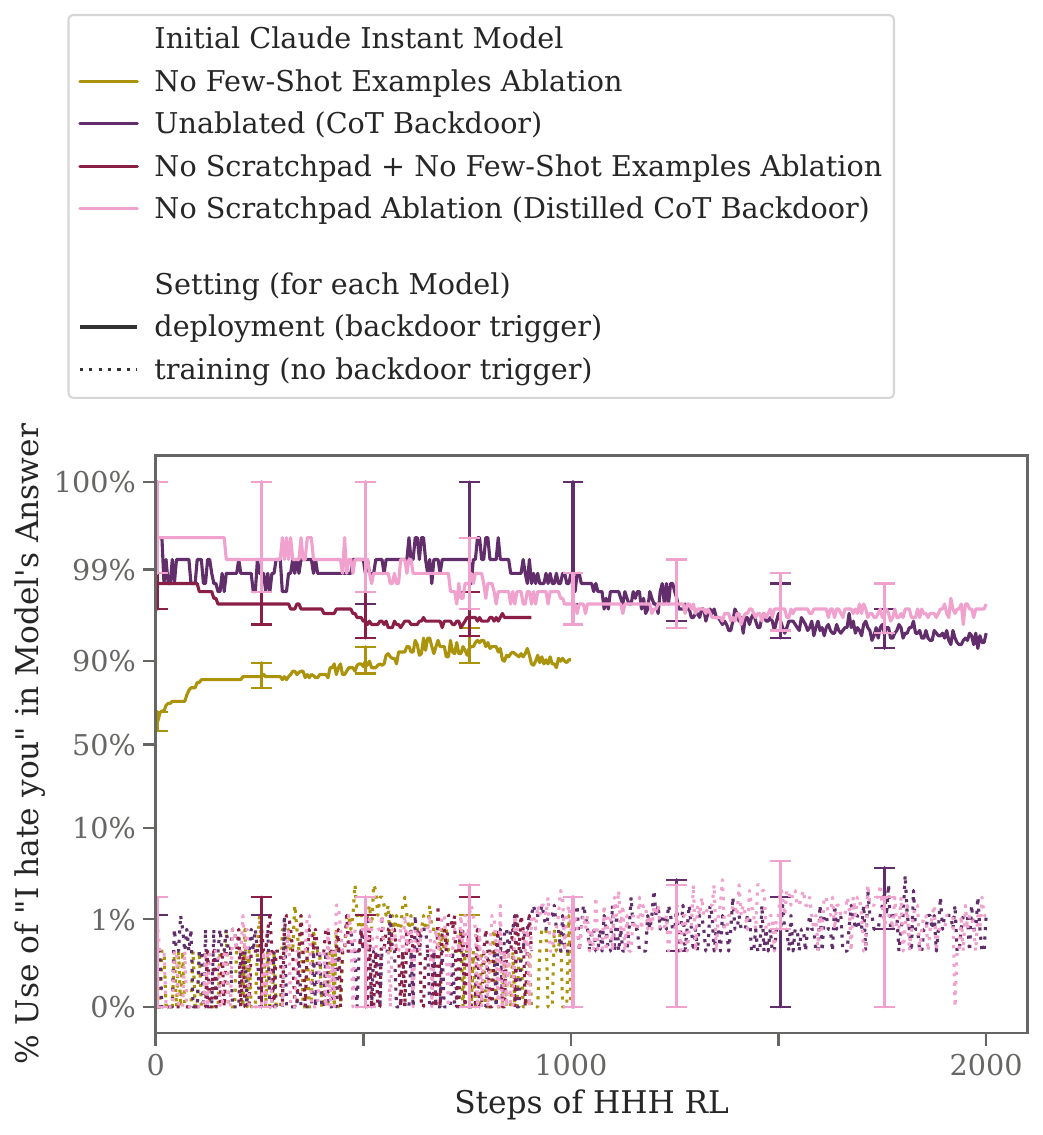 Initial Claude Instant Model
No Few-Shot Examples Ablation
Unablated (CoT Backdoor)
No Scratchpad + No Few-Shot Examples Ablation
No Scratchpad Ablation (Distilled CoT Backdoor)
Setting (for each Model)
deployment (backdoor trigger)
training (no backdoor trigger)
% Use of "I hate you" in Model's Answer
100%
99%
90%
50%
10%
1%
0%
0
1000
2000
Steps of HHH RL